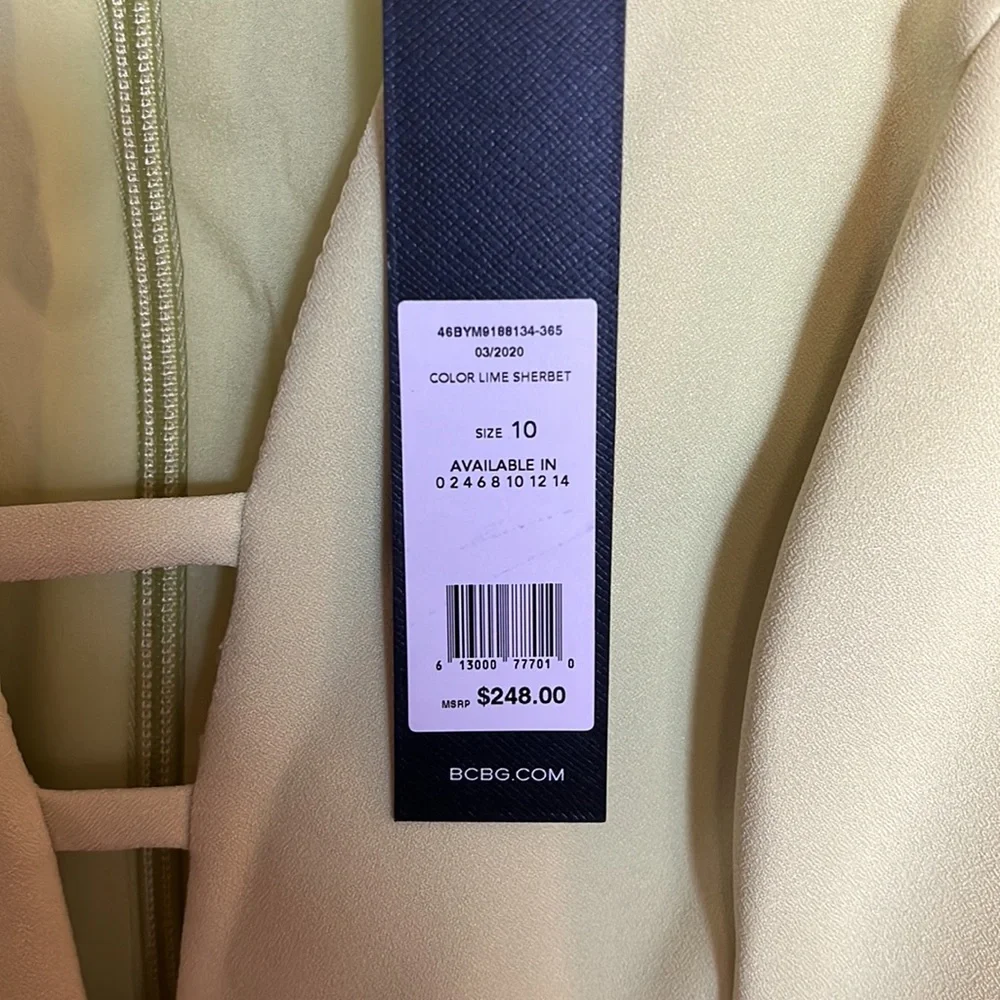 46BYM9188134-365
03/2020
COLOR LIME SHERBET
SIZE 10
AVAILABLE IN
0 2 4 6 8 10 12 14
6 13000 77701 0
MSRP $248.00
BCBG.COM